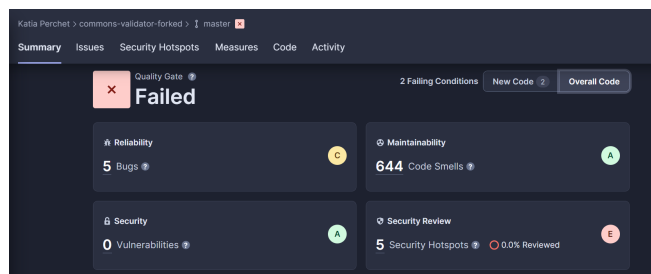 Katia Perchet > commons-validator-forked > master
Summary Issues Security Hotspots Measures Code Activity
Quality Gate ?
Failed
2 Failing Conditions New Code 2 Overall Code
Reliability
5 Bugs ?
C
Maintainability
644 Code Smells ?
A
Security
0 Vulnerabilities ?
A
Security Review
5 Security Hotspots ? 0.0% Reviewed
E